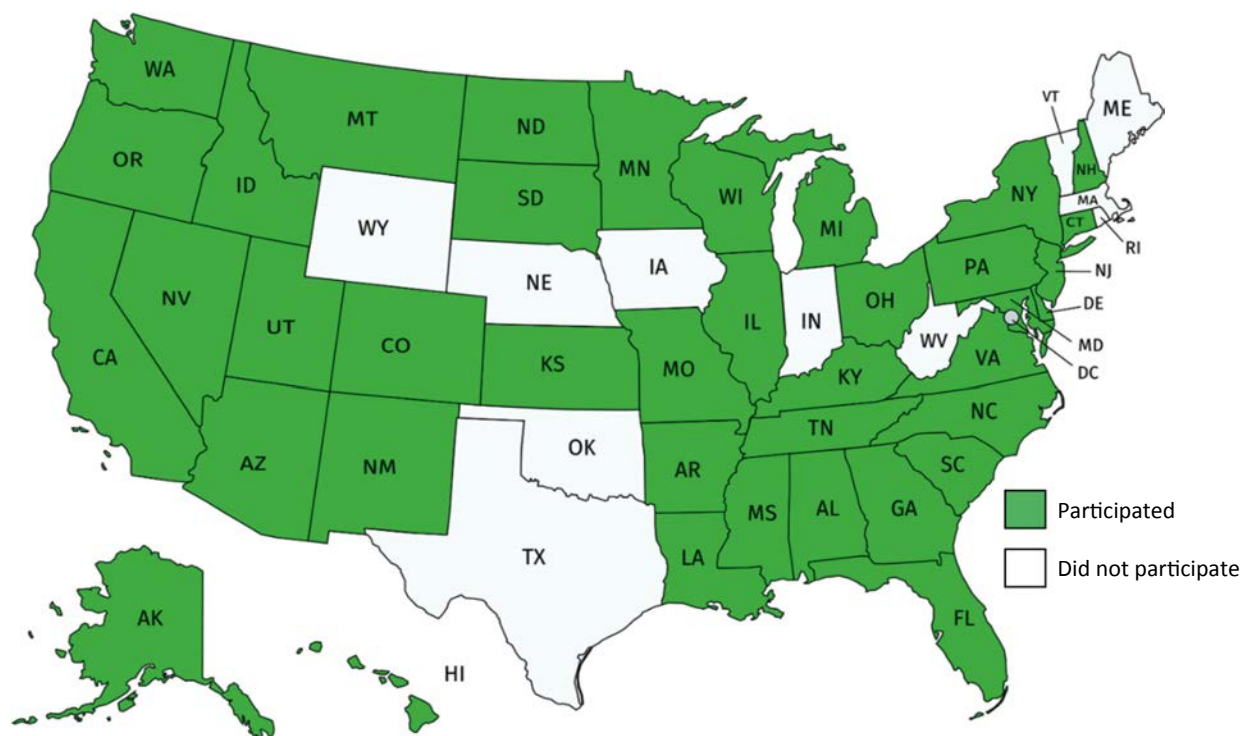 WA
MT
ND
MN
OR
ID
SD
WI
MI
WY
NE
IA
NV
UT
CO
CA
KS
MO
IL
IN
OH
KY
WV
PA
NY
VT
ME
NH
MA
CT
RI
NJ
DE
MD
DC
VA
NC
TN
SC
AZ
NM
OK
AR
MS
AL
GA
TX
LA
FL
AK
HI
Participated
Did not participate